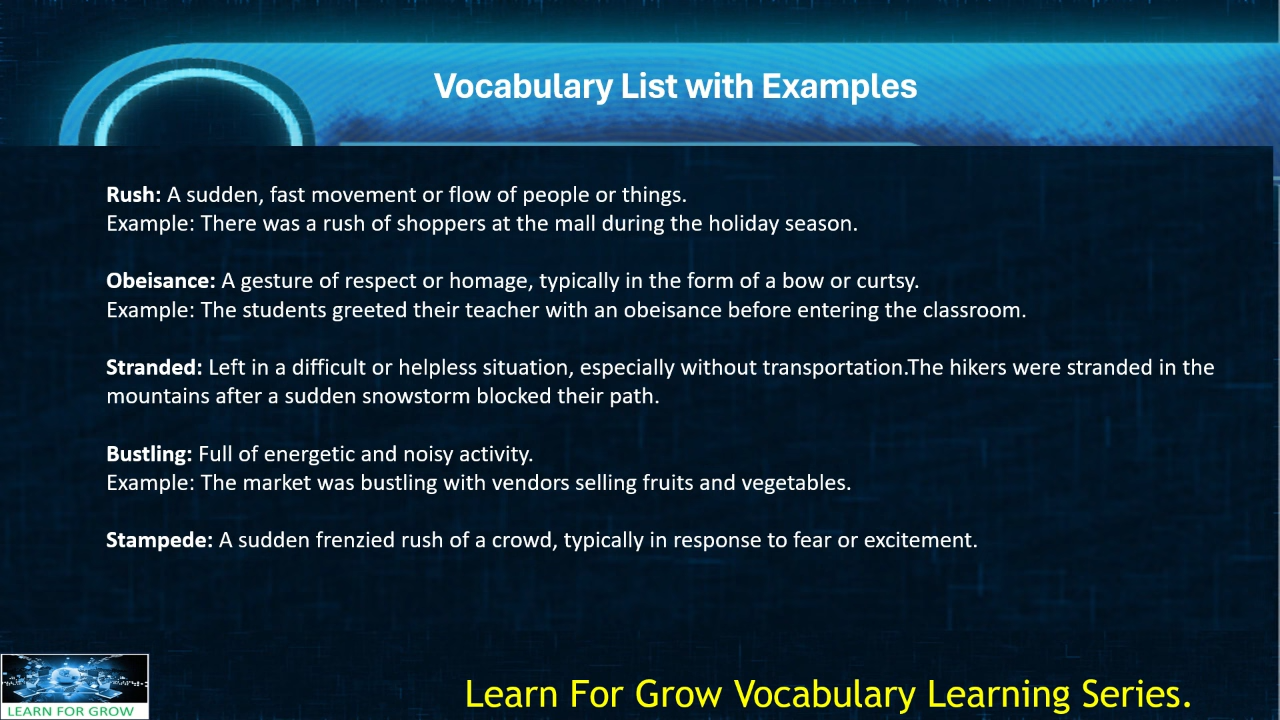 Vocabulary List with Examples
Rush: A sudden, fast movement or flow of people or things.
Example: There was a rush of shoppers at the mall during the holiday season.
Obeisance: A gesture of respect or homage, typically in the form of a bow or curtsy.
Example: The students greeted their teacher with an obeisance before entering the classroom.
Stranded: Left in a difficult or helpless situation, especially without transportation.The hikers were stranded in the
mountains after a sudden snowstorm blocked their path.
Bustling: Full of energetic and noisy activity.
Example: The market was bustling with vendors selling fruits and vegetables.
Stampede: A sudden frenzied rush of a crowd, typically in response to fear or excitement.
LEARN FOR GROW
Learn For Grow Vocabulary Learning Series.